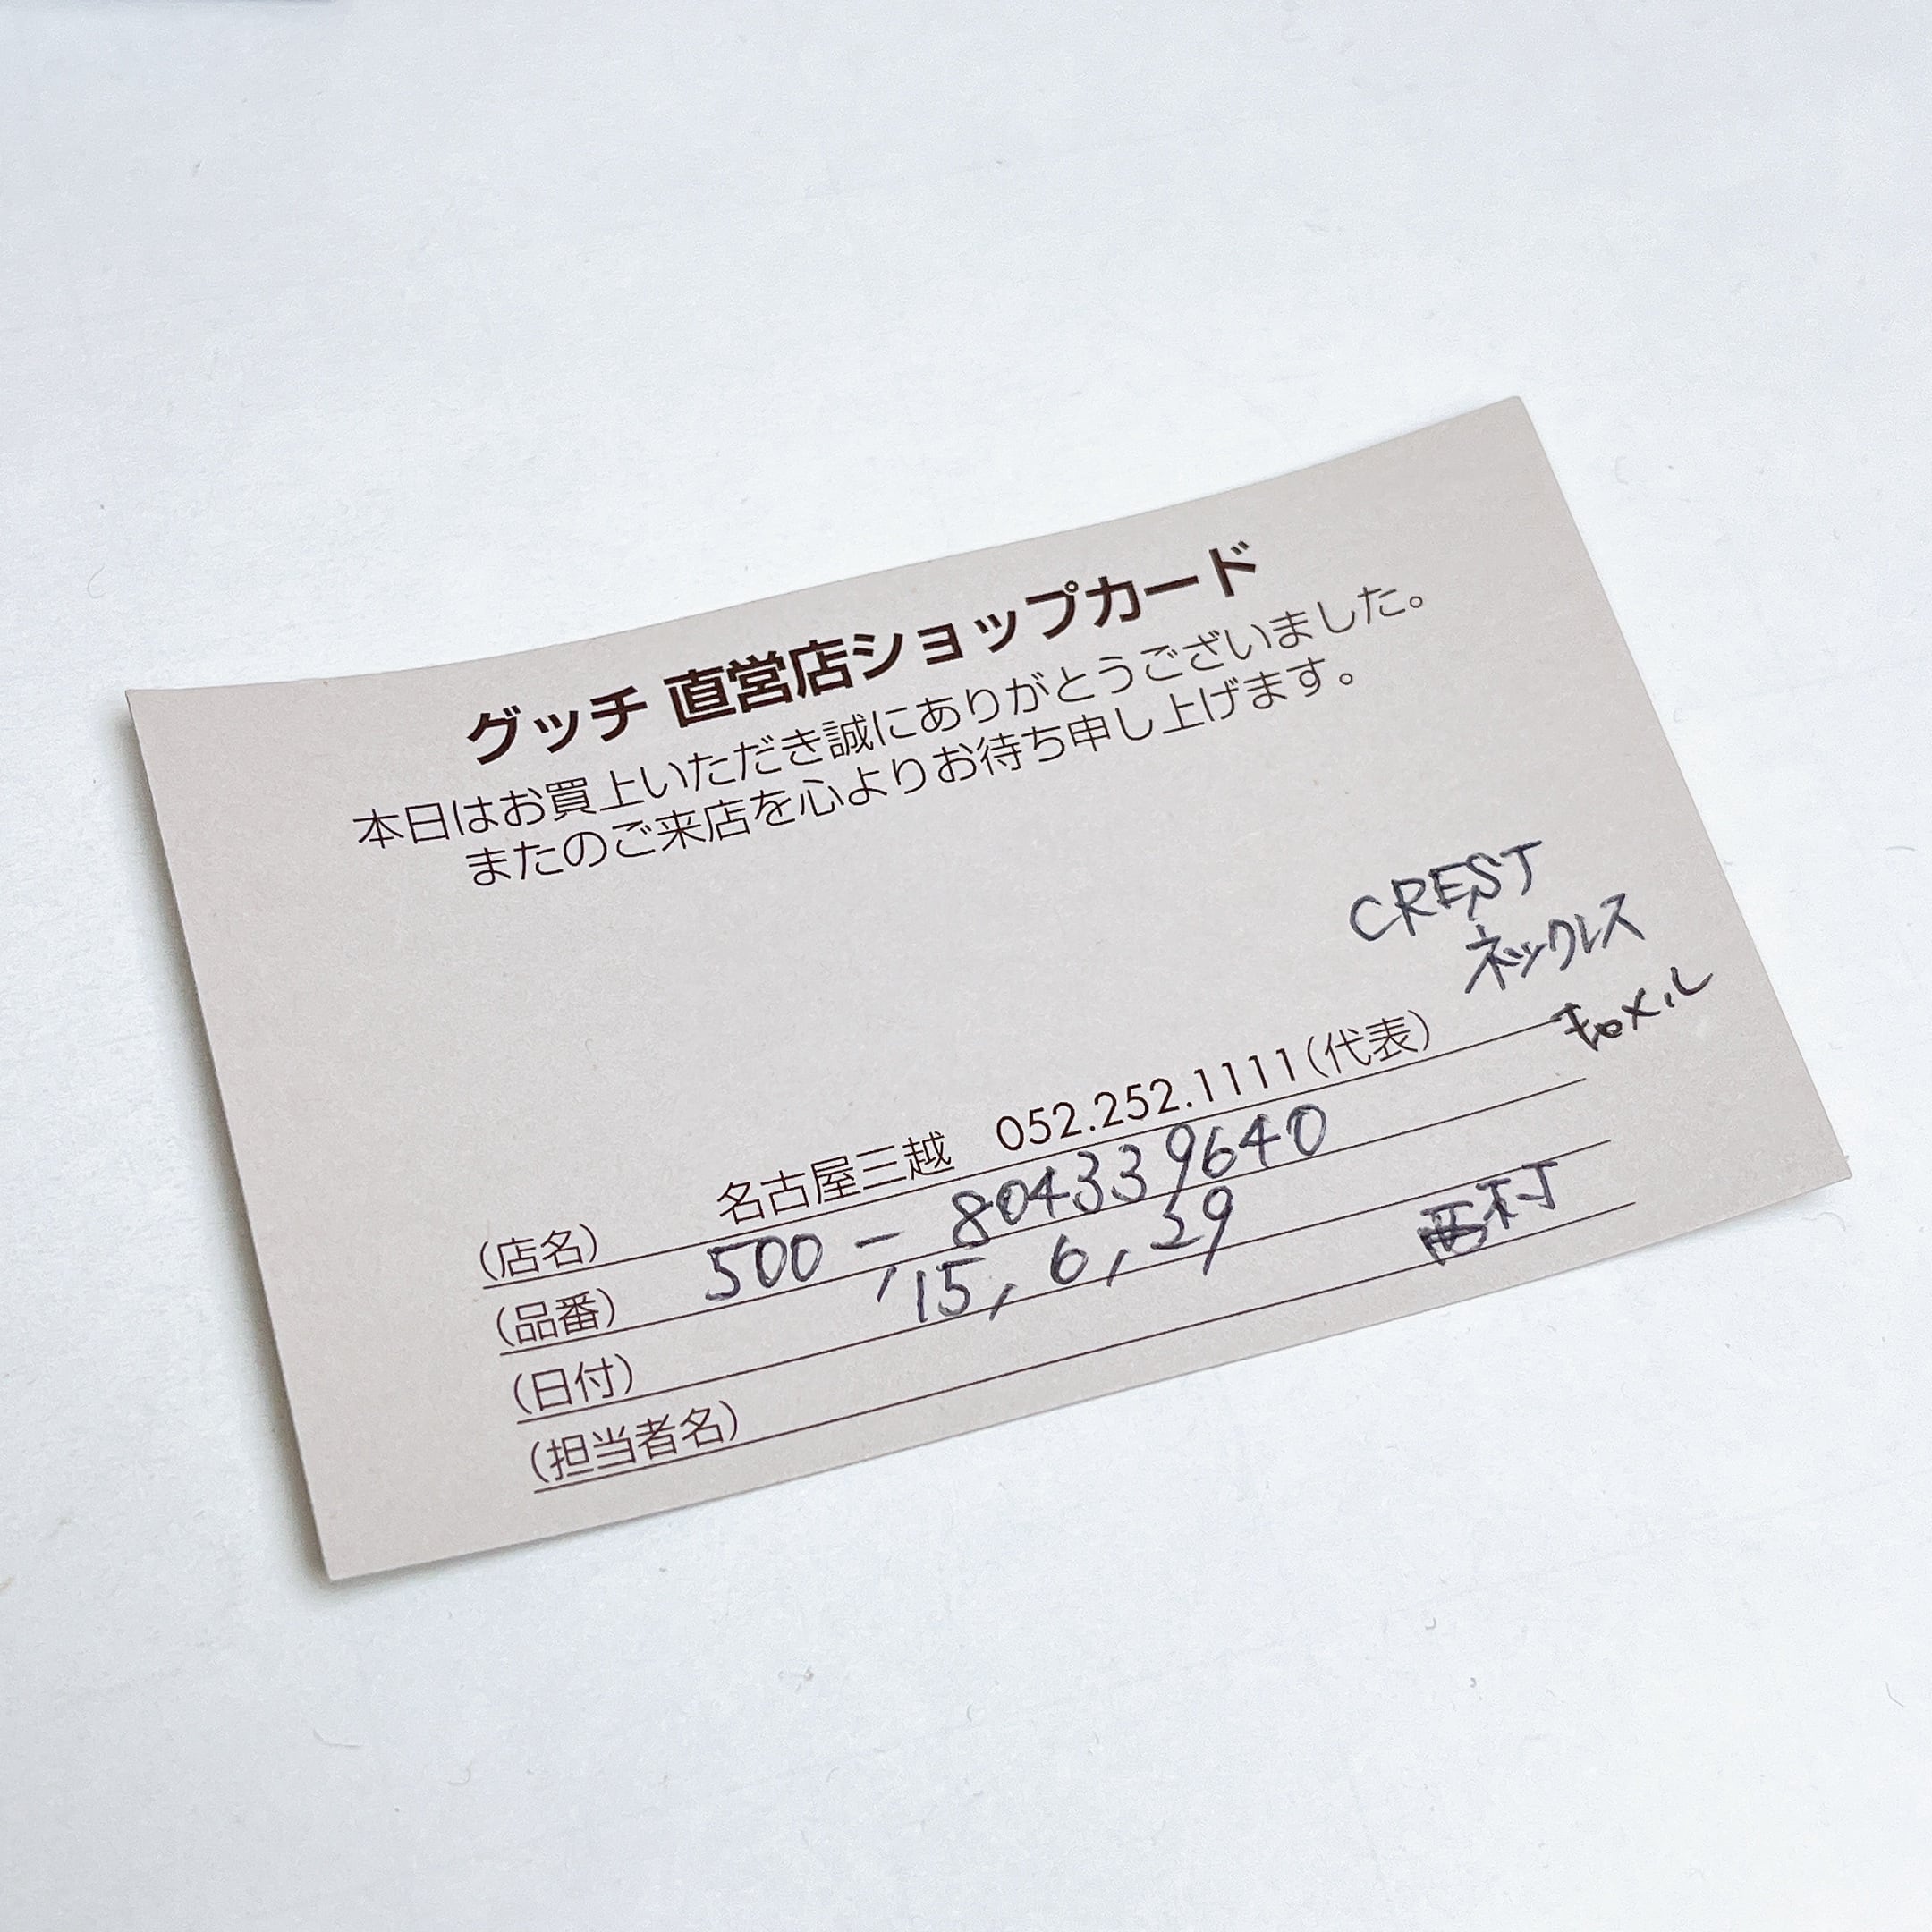 グッチ 直営店ショップカード
本日はお買上いただき誠にありがとうございました。
またのご来店を心よりお待ち申し上げます。
CREST
ネックレス
(店名) 名古屋三越 052.252.1111(代表)
(品番) 500 - 804339640
(日付) '15, 6, 29
(担当者名) 西村